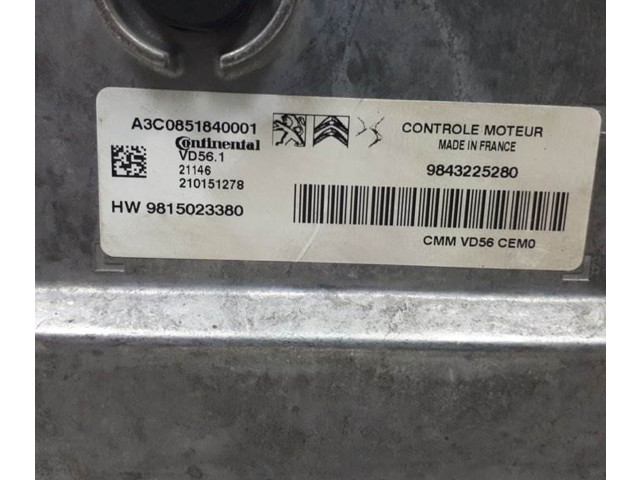 A3C0851840001
Continental
VD56.1
21146
210151278
HW 9815023380
CONTROLE MOTEUR
MADE IN FRANCE
9843225280
CMM VD56 CEM0